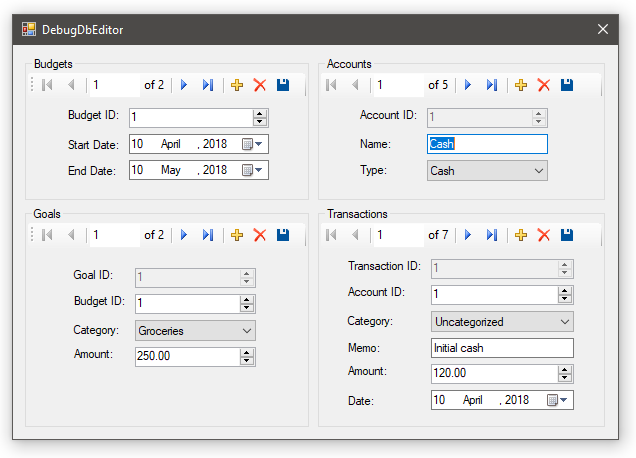 DebugDbEditor
Budgets
1 of 2
Budget ID: 1
Start Date: 10 April , 2018
End Date: 10 May , 2018
Accounts
1 of 5
Account ID: 1
Name: Cash
Type: Cash
Goals
1 of 2
Goal ID: 1
Budget ID: 1
Category: Groceries
Amount: 250.00
Transactions
1 of 7
Transaction ID: 1
Account ID: 1
Category: Uncategorized
Memo: Initial cash
Amount: 120.00
Date: 10 April , 2018